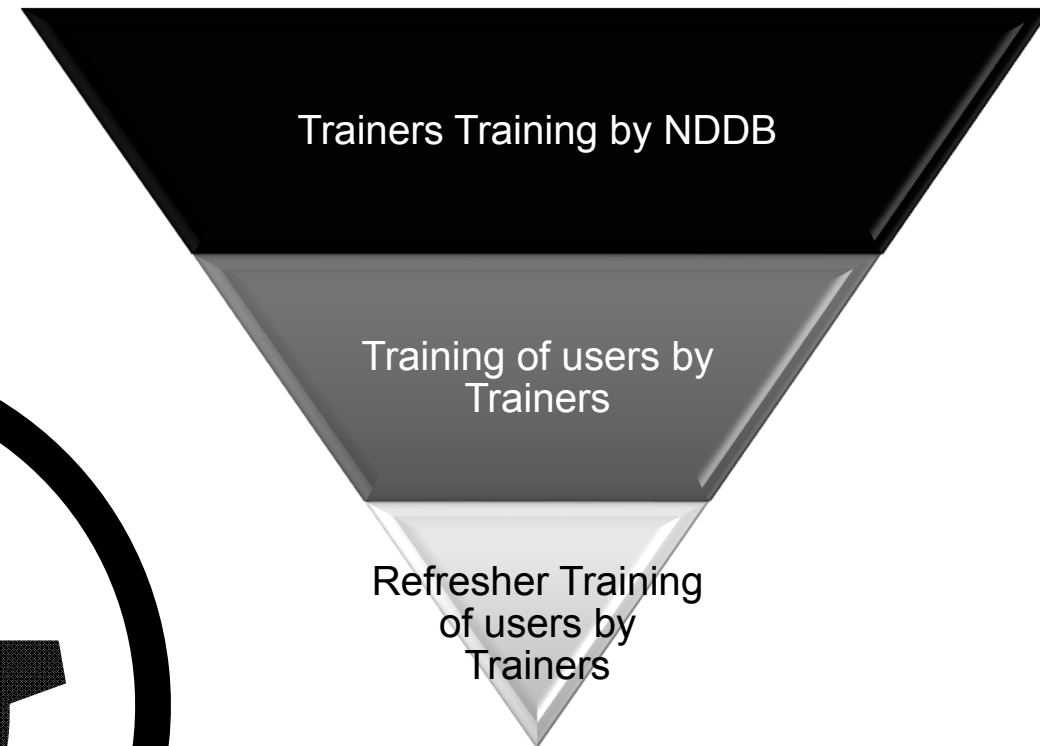 Trainers Training by NDDB
Training of users by
Trainers
Refresher Training
of users by
Trainers